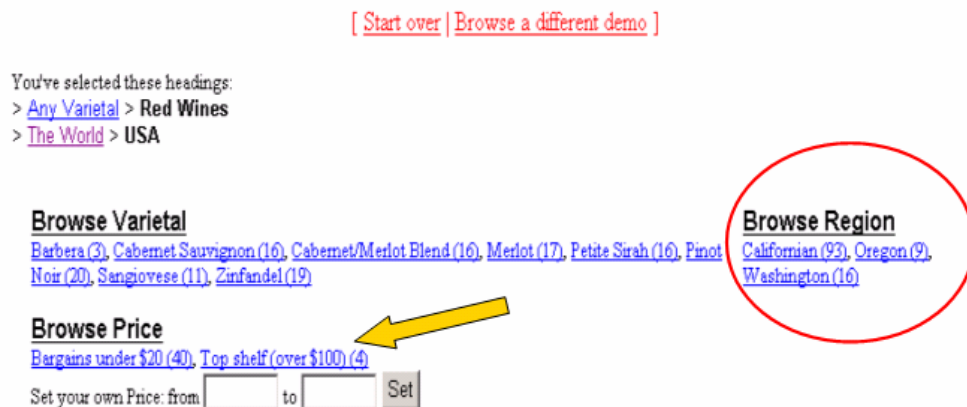 [ Start over | Browse a different demo ]
You've selected these headings:
> Any Varietal > Red Wines
> The World > USA
Browse Varietal
Barbera (3), Cabernet Sauvignon (16), Cabernet/Merlot Blend (16), Merlot (17), Petite Sirah (16), Pinot
Noir (20), Sangiovese (11), Zinfandel (19)
Browse Region
Californian (93), Oregon (9),
Washington (16)
Browse Price
Bargains under $20 (40), Top shelf (over $100) (4)
Set your own Price: from to Set